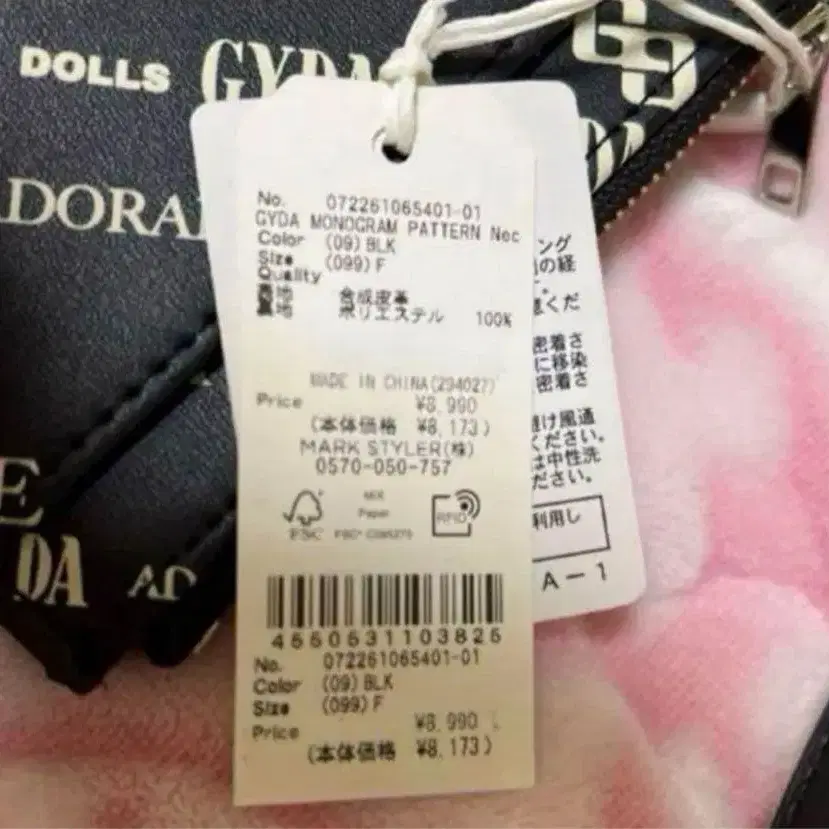 DOLLS GYDA
ADORA
No. 072261065401-01
GYDA MONOGRAM PATTERN Nec
Color (09) BLK
Size (099) F
Quality
表地 合成皮革
裏地 ポリエステル 100%
MADE IN CHINA(294027)
Price ¥8,990
(本体価格 ¥8,173)
MARK STYLER(株)
0570-050-757
FSC
MIX
Paper
RFID
4550531103825
No. 072261065401-01
Color (09) BLK
Size (099) F
Price ¥8,990
(本体価格 ¥8,173)
ング
の経
くだ
密着さ
に移染
密着さ
け風通
ください。
は中性洗
ださい。
利用し
A-1
E
DA AD